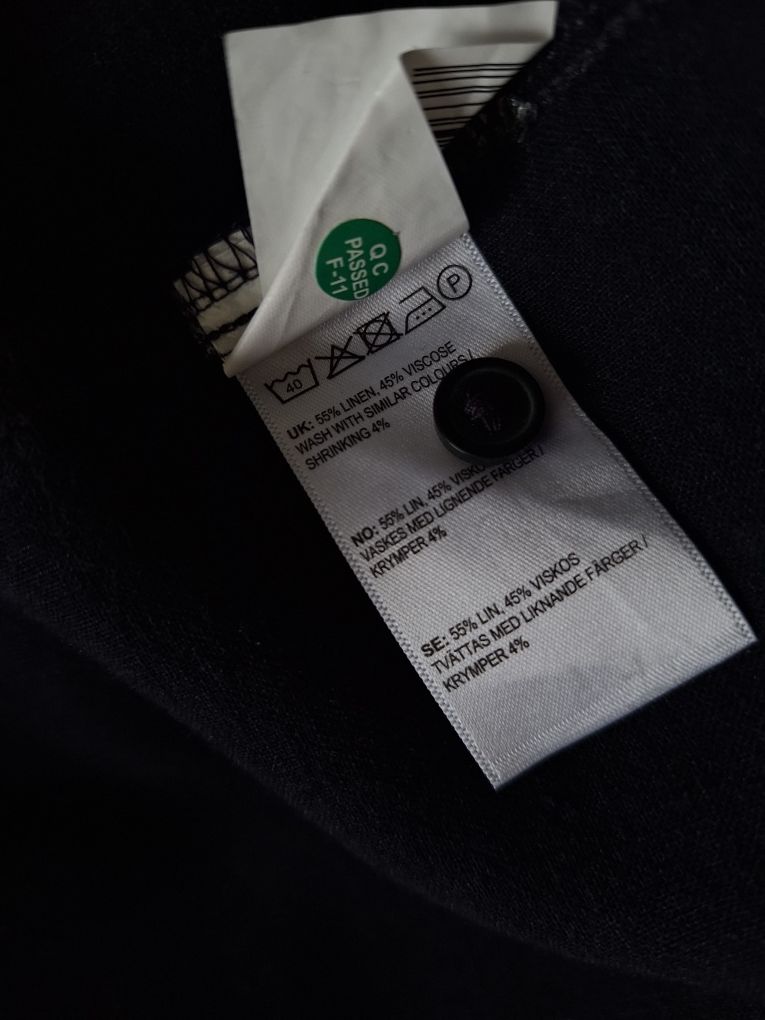 QC
PASSED
F-11
40
P
UK: 55% LINEN, 45% VISCOSE
WASH WITH SIMILAR COLOURS /
SHRINKING 4%
NO: 55% LIN, 45%
VASKES MED LIGNENDE FARGER /
KRYMPER 4%
SE: 55% LIN, 45% VISKOS
TVÄTTAS MED LIKNANDE FÄRGER /
KRYMPER 4%